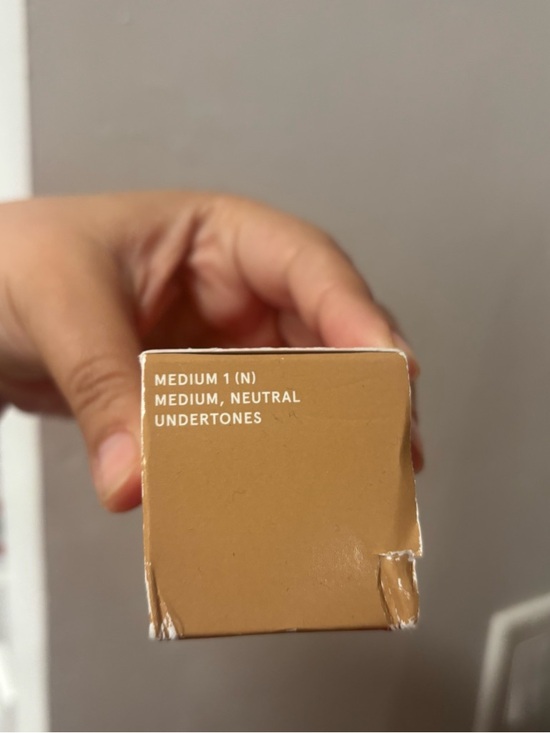 MEDIUM 1 (N)
MEDIUM, NEUTRAL
UNDERTONES